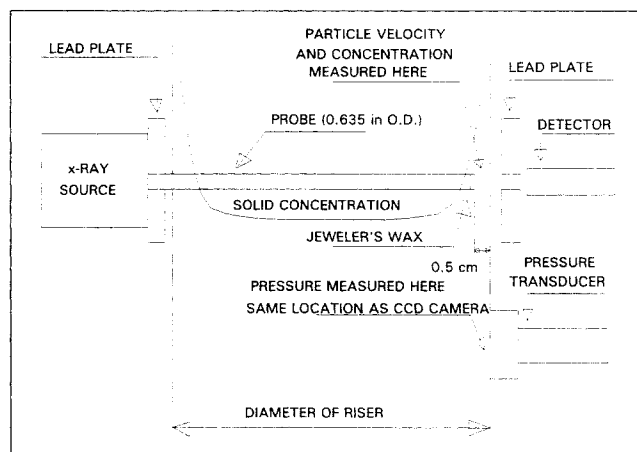 PARTICLE VELOCITY
AND CONCENTRATION
MEASURED HERE
LEAD PLATE
LEAD PLATE
PROBE (0.635 in O.D.)
DETECTOR
x-RAY
SOURCE
SOLID CONCENTRATION
JEWELER'S WAX
0.5 cm
PRESSURE
TRANSDUCER
PRESSURE MEASURED HERE
SAME LOCATION AS CCD CAMERA
DIAMETER OF RISER